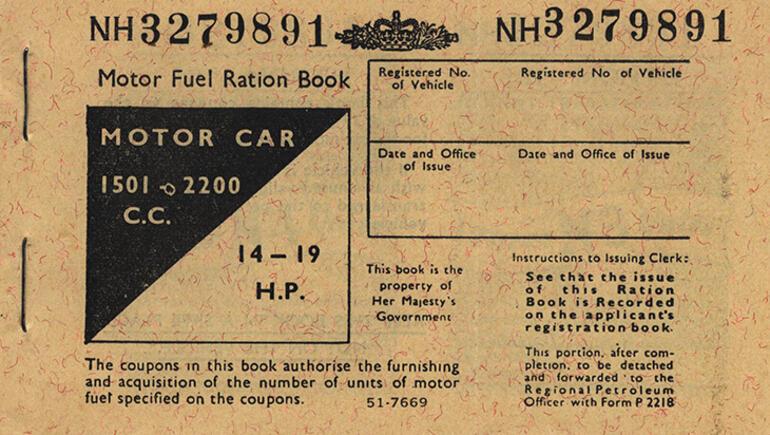 NH3279891
NH3279891
Motor Fuel Ration Book
MOTOR CAR
1501 to 2200
C.C.
14 – 19
H.P.
Registered No.
of Vehicle
Registered No of Vehicle
Date and Office
of Issue
Date and Office of Issue
This book is the
property of
Her Majesty's
Government
Instructions to Issuing Clerk:
See that the issue
of this Ration
Book is Recorded
on the applicant's
registration book.
This portion, after com-
pletion, to be detached
and forwarded to the
Regional Petroleum
Officer with Form P 2218
The coupons in this book authorise the furnishing
and acquisition of the number of units of motor
fuel specified on the coupons.
51-7669